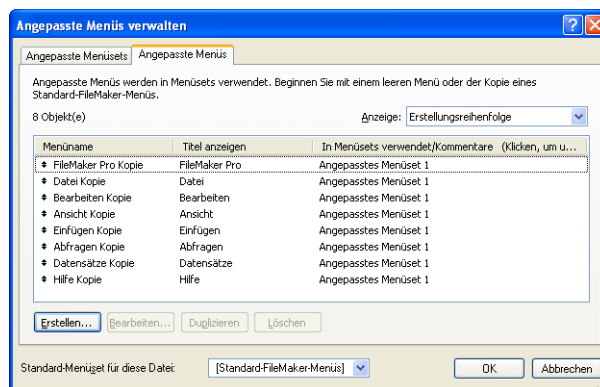 Angepasste Menüs verwalten
Angepasste Menüsets Angepasste Menüs
Angepasste Menüs werden in Menüsets verwendet. Beginnen Sie mit einem leeren Menü oder der Kopie eines
Standard-FileMaker-Menüs.
8 Objekt(e) Anzeige: Erstellungsreihenfolge
Menüname Titel anzeigen In Menüsets verwendet/Kommentare (Klicken, um u...
FileMaker Pro Kopie FileMaker Pro Angepasstes Menüset 1
Datei Kopie Datei Angepasstes Menüset 1
Bearbeiten Kopie Bearbeiten Angepasstes Menüset 1
Ansicht Kopie Ansicht Angepasstes Menüset 1
Einfügen Kopie Einfügen Angepasstes Menüset 1
Abfragen Kopie Abfragen Angepasstes Menüset 1
Datensätze Kopie Datensätze Angepasstes Menüset 1
Hilfe Kopie Hilfe Angepasstes Menüset 1
Erstellen... Bearbeiten... Duplizieren Löschen
Standard-Menüset für diese Datei: [Standard-FileMaker-Menüs] OK Abbrechen